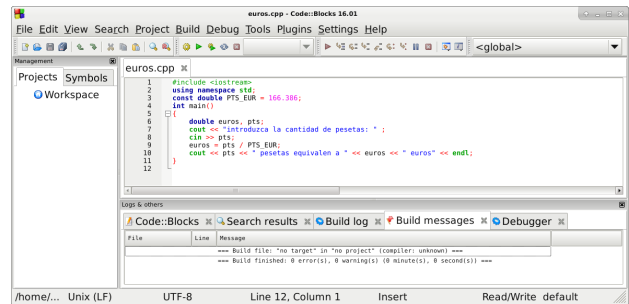 euros.cpp - Code::Blocks 16.01
File Edit View Search Project Build Debug Tools Plugins Settings Help
<global>
Management
Projects Symbols
Workspace
euros.cpp
1 #include <iostream>
2 using namespace std;
3 const double PTS_EUR = 166.386;
4 int main()
5 {
6 double euros, pts;
7 cout << "introduzca la cantidad de pesetas: " ;
8 cin >> pts;
9 euros = pts / PTS_EUR;
10 cout << pts << " pesetas equivalen a " << euros << " euros" << endl;
11 }
12
Logs & others
Code::Blocks Search results Build log Build messages Debugger
File Line Message
=== Build file: "no target" in "no project" (compiler: unknown) ===
=== Build finished: 0 error(s), 0 warning(s) (0 minute(s), 0 second(s)) ===
/home/... Unix (LF) UTF-8 Line 12, Column 1 Insert Read/Write default